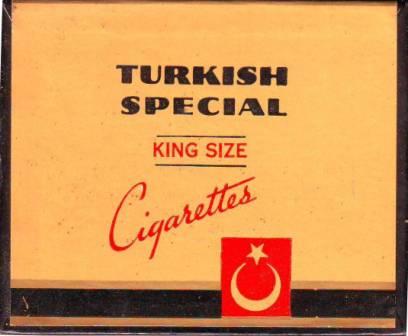 TURKISH
SPECIAL
KING SIZE
Cigarettes